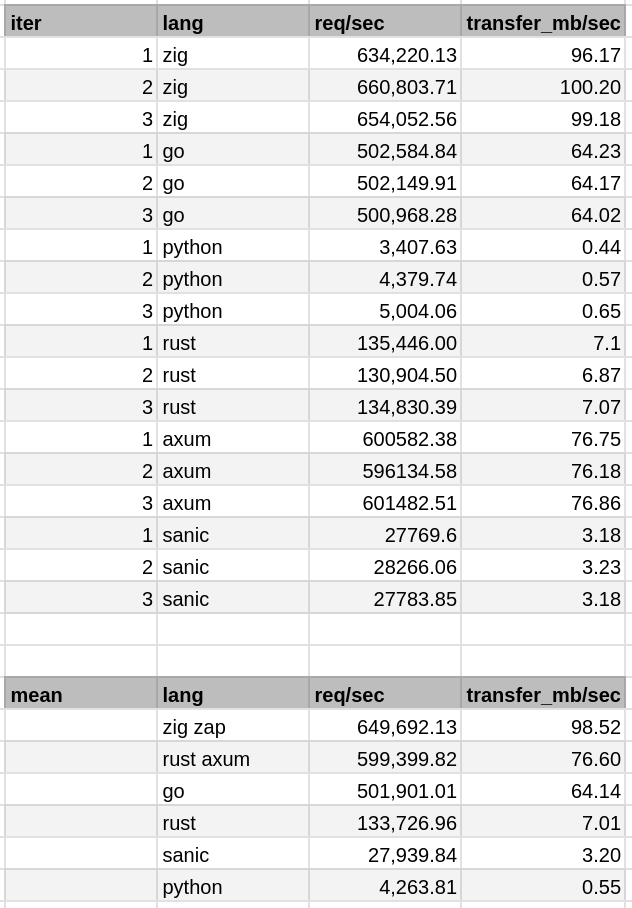 iter lang req/sec transfer_mb/sec
1 zig 634,220.13 96.17
2 zig 660,803.71 100.20
3 zig 654,052.56 99.18
1 go 502,584.84 64.23
2 go 502,149.91 64.17
3 go 500,968.28 64.02
1 python 3,407.63 0.44
2 python 4,379.74 0.57
3 python 5,004.06 0.65
1 rust 135,446.00 7.1
2 rust 130,904.50 6.87
3 rust 134,830.39 7.07
1 axum 600582.38 76.75
2 axum 596134.58 76.18
3 axum 601482.51 76.86
1 sanic 27769.6 3.18
2 sanic 28266.06 3.23
3 sanic 27783.85 3.18
mean lang req/sec transfer_mb/sec
zig zap 649,692.13 98.52
rust axum 599,399.82 76.60
go 501,901.01 64.14
rust 133,726.96 7.01
sanic 27,939.84 3.20
python 4,263.81 0.55